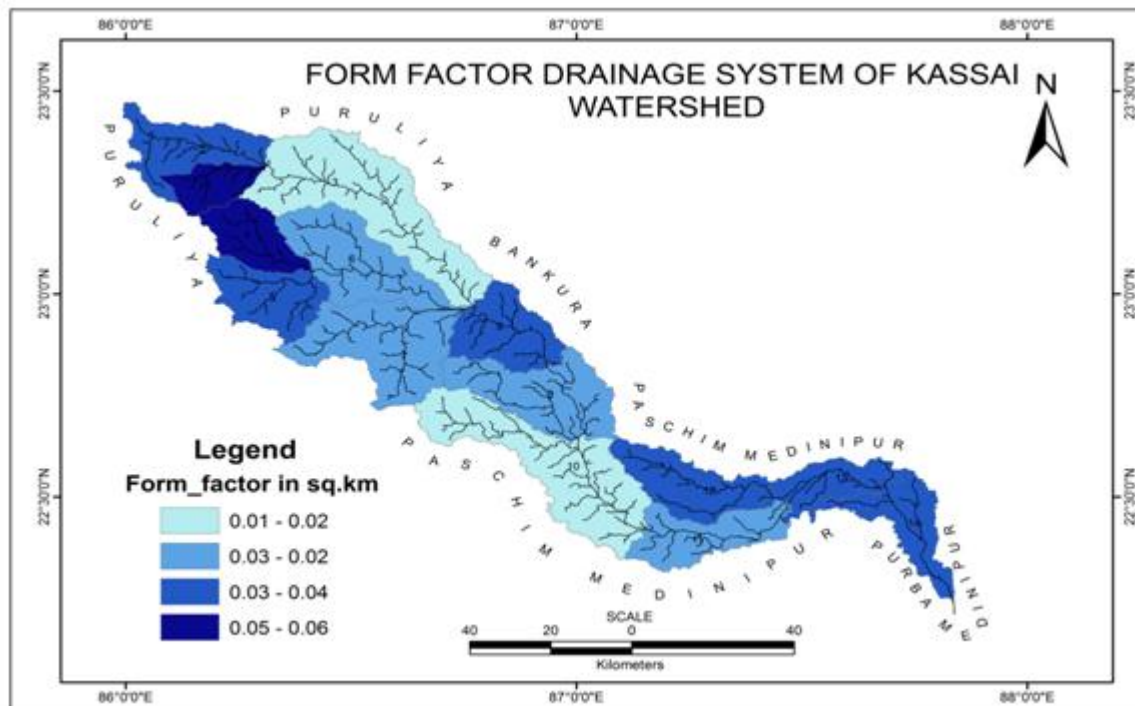 86°0'0"E 87°0'0"E 88°0'0"E
FORM FACTOR DRAINAGE SYSTEM OF KASSAI
WATERSHED
N
23°30'0"N 23°30'0"N
PURULIYA
PURULIYA
BANKURA
23°0'0"N 23°0'0"N
PASCHIM MEDINIPUR
PASCHIM MEDINIPUR
PURBA MEDINIPUR
10
22°30'0"N 22°30'0"N
Legend
Form_factor in sq.km
0.01 - 0.02
0.03 - 0.02
0.03 - 0.04
0.05 - 0.06
SCALE
40 20 0 40
Kilometers
86°0'0"E 87°0'0"E 88°0'0"E